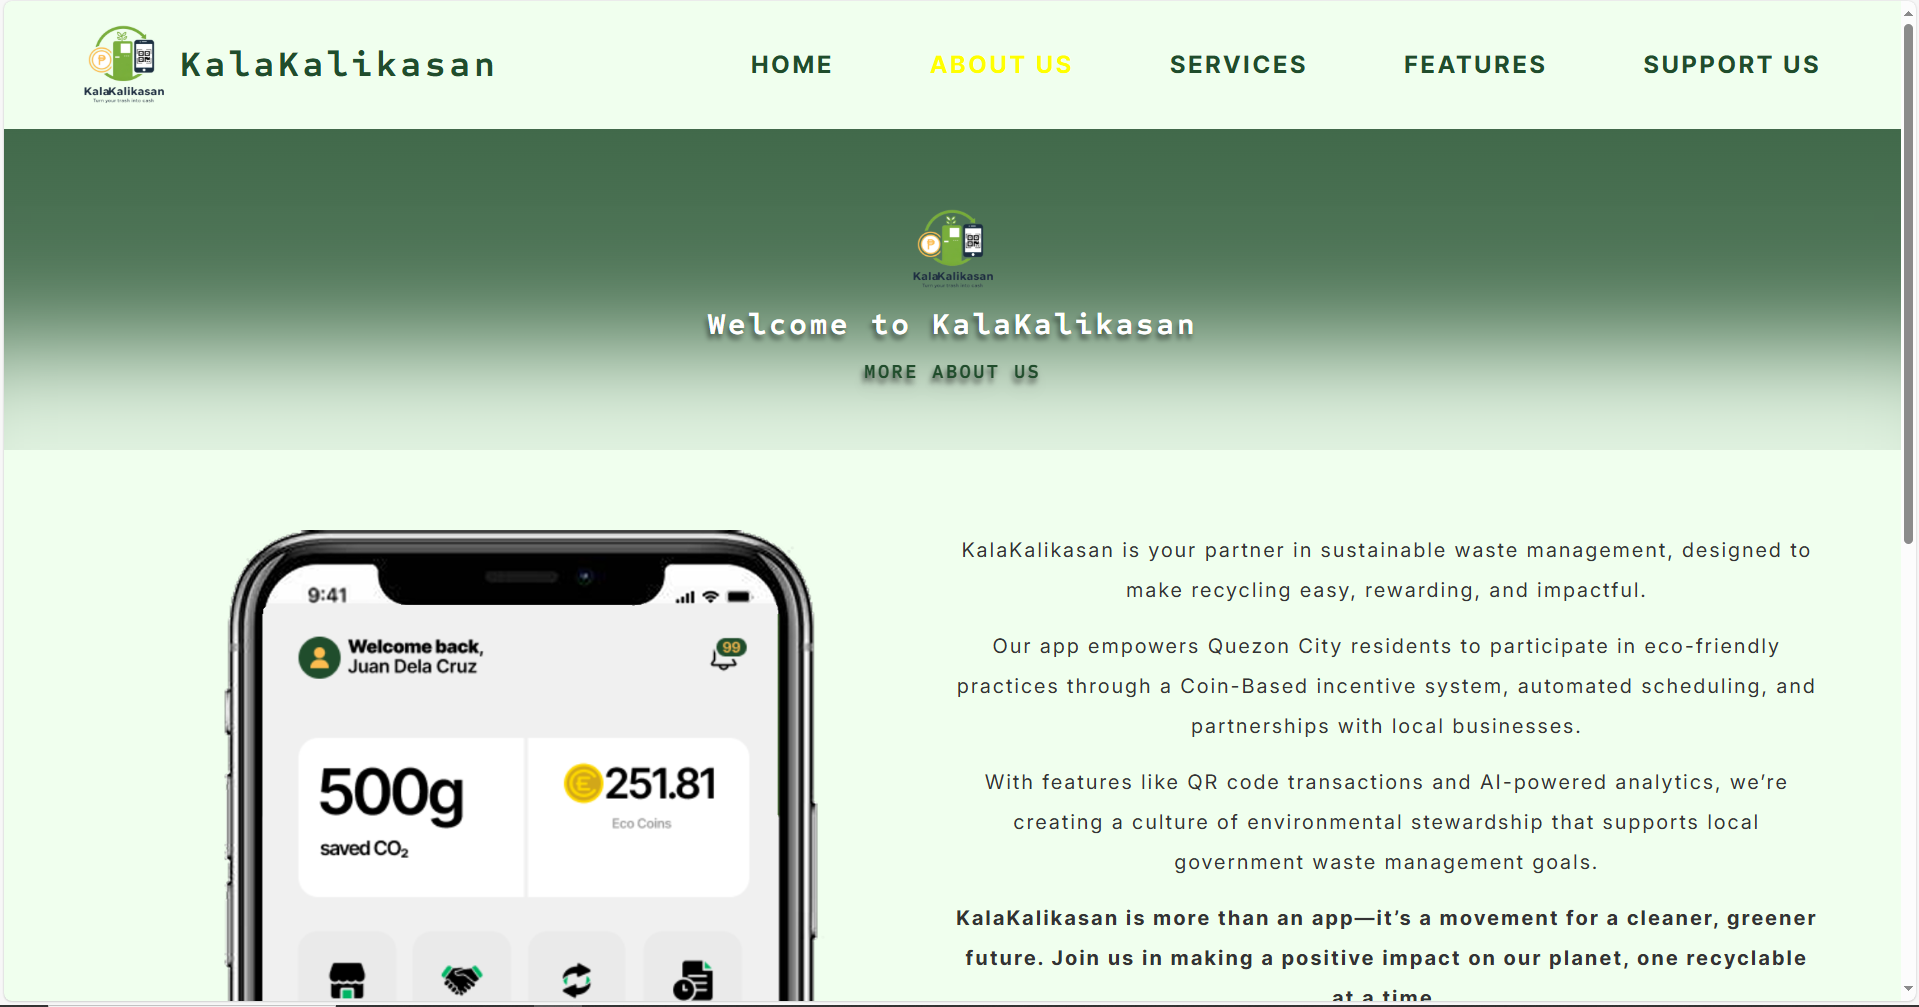 KalaKalikasan
Turn your trash into cash
KalaKalikasan
HOME
ABOUT US
SERVICES
FEATURES
SUPPORT US
KalaKalikasan
Turn your trash into cash
Welcome to KalaKalikasan
MORE ABOUT US
9:41
Welcome back,
Juan Dela Cruz
99
500g
saved CO₂
251.81
Eco Coins
KalaKalikasan is your partner in sustainable waste management, designed to
make recycling easy, rewarding, and impactful.
Our app empowers Quezon City residents to participate in eco-friendly
practices through a Coin-Based incentive system, automated scheduling, and
partnerships with local businesses.
With features like QR code transactions and AI-powered analytics, we’re
creating a culture of environmental stewardship that supports local
government waste management goals.
KalaKalikasan is more than an app—it’s a movement for a cleaner, greener
future. Join us in making a positive impact on our planet, one recyclable
at a time.